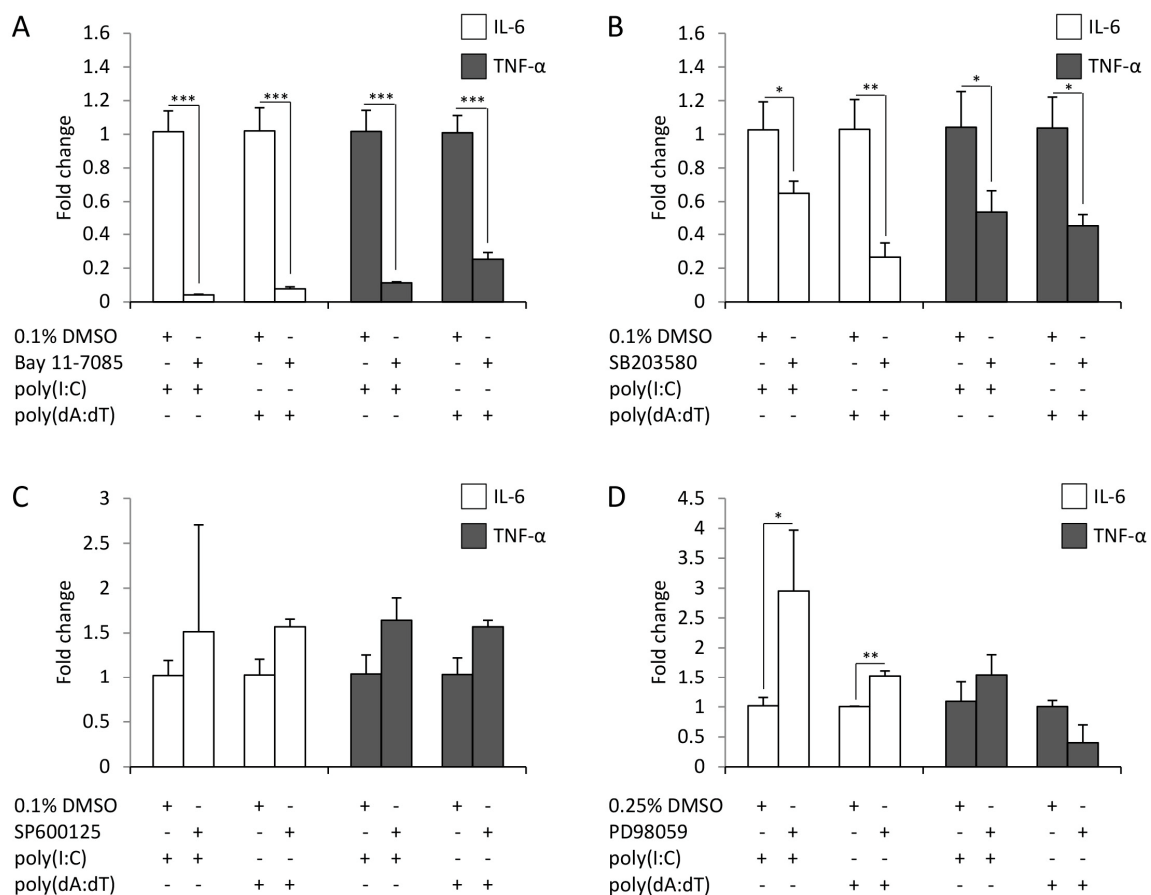 A
IL-6
TNF-α
1.6
1.4
1.2
1
0.8
0.6
0.4
0.2
0
Fold change
*** *** *** ***
0.1% DMSO + - + - + - + -
Bay 11-7085 - + - + - + - +
poly(I:C) + + - - + + - -
poly(dA:dT) - - + + - - + +
B
IL-6
TNF-α
1.6
1.4
1.2
1
0.8
0.6
0.4
0.2
0
Fold change
* ** * *
0.1% DMSO + - + - + - + -
SB203580 - + - + - + - +
poly(I:C) + + - - + + - -
poly(dA:dT) - - + + - - + +
C
IL-6
TNF-α
3
2.5
2
1.5
1
0.5
0
Fold change
0.1% DMSO + - + - + - + -
SP600125 - + - + - + - +
poly(I:C) + + - - + + - -
poly(dA:dT) - - + + - - + +
D
IL-6
TNF-α
4.5
4
3.5
3
2.5
2
1.5
1
0.5
0
Fold change
* **
0.25% DMSO + - + - + - + -
PD98059 - + - + - + - +
poly(I:C) + + - - + + - -
poly(dA:dT) - - + + - - + +